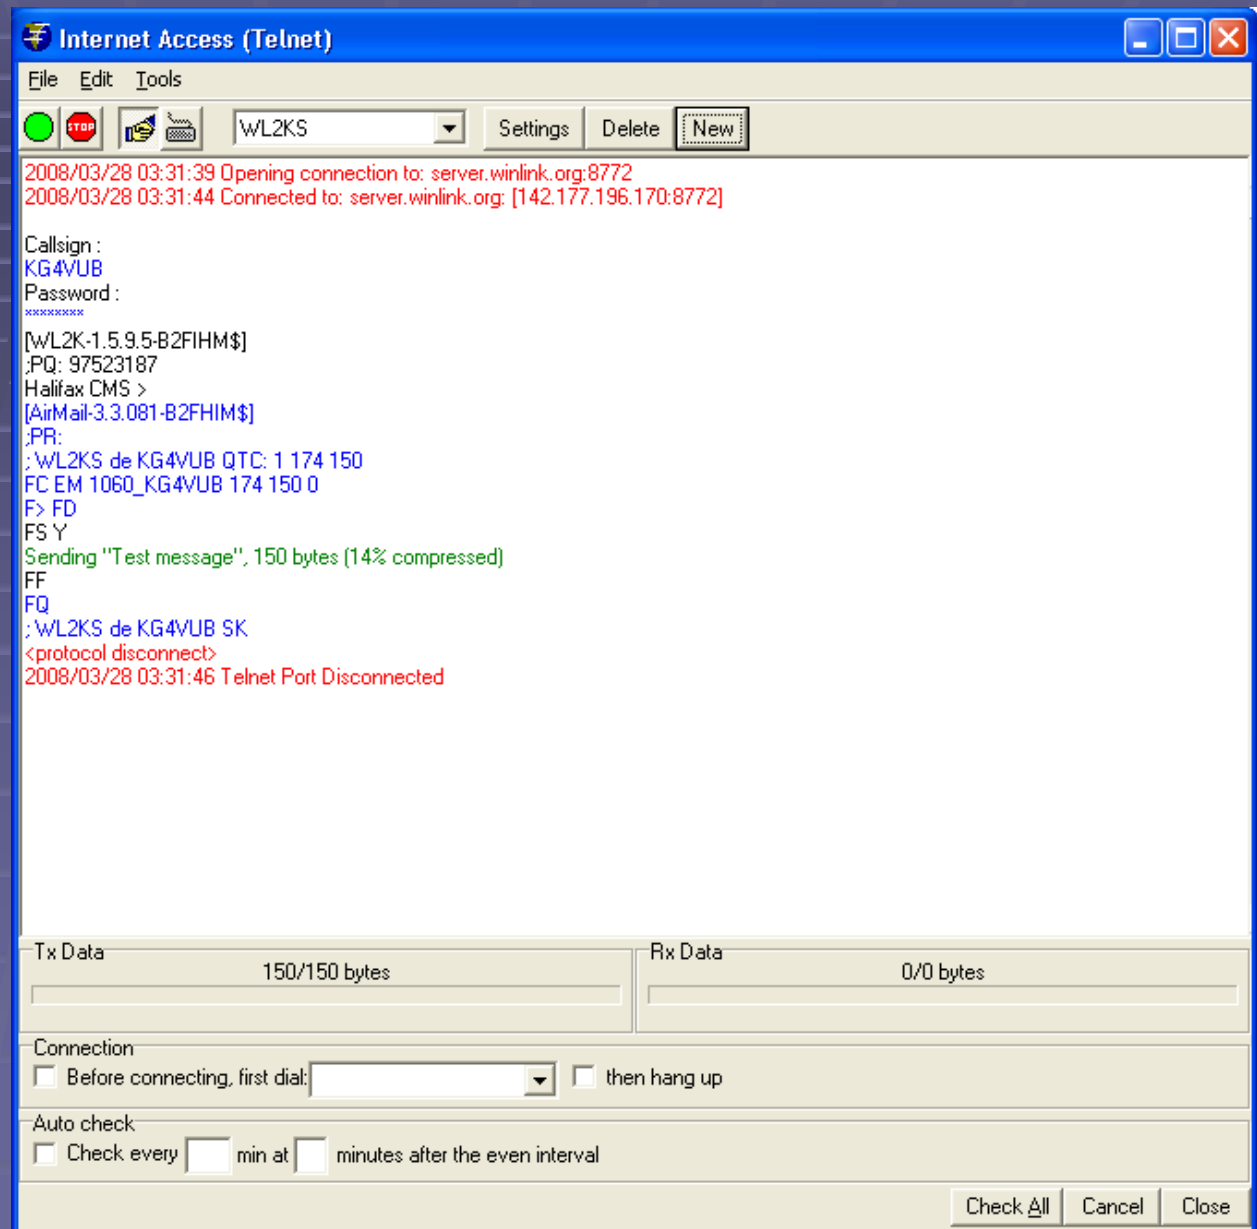 Internet Access (Telnet)
File Edit Tools
STOP WL2KS Settings Delete New
2008/03/28 03:31:39 Opening connection to: server.winlink.org:8772
2008/03/28 03:31:44 Connected to: server.winlink.org: [142.177.196.170:8772]
Callsign :
KG4VUB
Password :
********
[WL2K-1.5.9.5-B2FIHM$]
;PQ: 97523187
Halifax CMS >
[AirMail-3.3.081-B2FHIM$]
;PR:
; WL2KS de KG4VUB QTC: 1 174 150
FC EM 1060_KG4VUB 174 150 0
F> FD
FS Y
Sending "Test message", 150 bytes (14% compressed)
FF
FQ
; WL2KS de KG4VUB SK
<protocol disconnect>
2008/03/28 03:31:46 Telnet Port Disconnected
Tx Data Rx Data
150/150 bytes 0/0 bytes
Connection
Before connecting, first dial: then hang up
Auto check
Check every min at minutes after the even interval
Check All Cancel Close